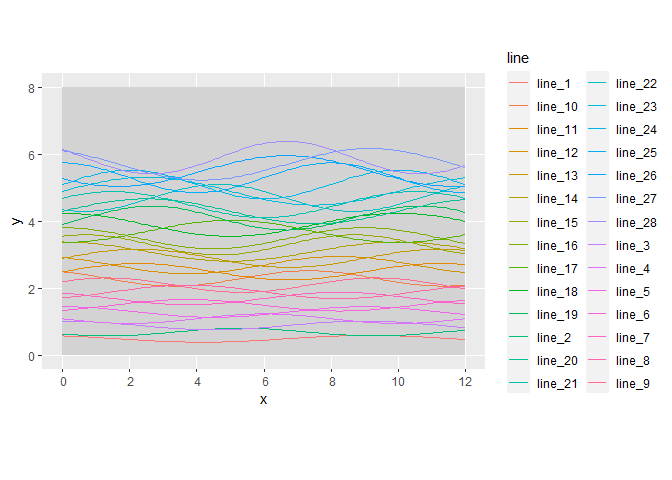 line
line_1
line_10
line_11
line_12
line_13
line_14
line_15
line_16
line_17
line_18
line_19
line_2
line_20
line_21
line_22
line_23
line_24
line_25
line_26
line_27
line_28
line_3
line_4
line_5
line_6
line_7
line_8
line_9
8
6
4
2
0
y
0 2 4 6 8 10 12
x